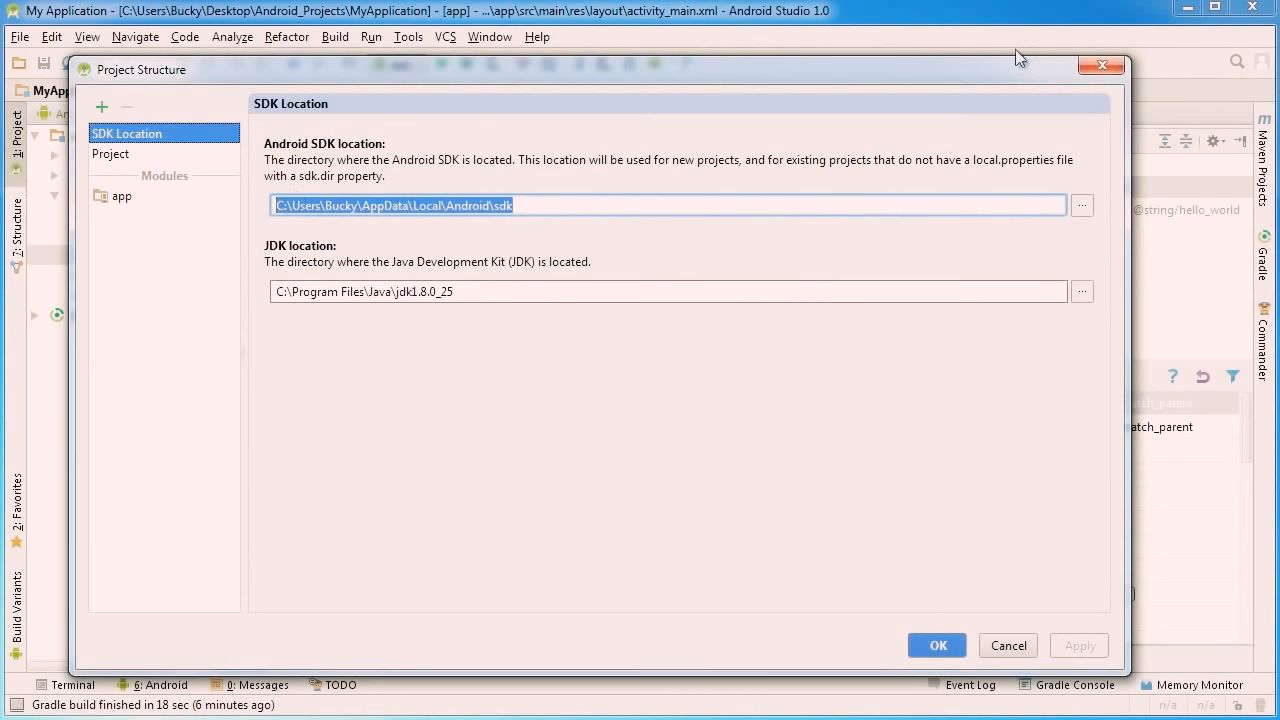 My Application - [C:\Users\Bucky\Desktop\Android_Projects\MyApplication] - [app] - ...\app\src\main\res\layout\activity_main.xml - Android Studio 1.0
File Edit View Navigate Code Analyze Refactor Build Run Tools VCS Window Help
Project Structure
MyApp
An
1: Project
7: Structure
2: Favorites
Build Variants
SDK Location
Project
Modules
app
SDK Location
Android SDK location:
The directory where the Android SDK is located. This location will be used for new projects, and for existing projects that do not have a local.properties file
with a sdk.dir property.
C:\Users\Bucky\AppData\Local\Android\sdk
...
JDK location:
The directory where the Java Development Kit (JDK) is located.
C:\Program Files\Java\jdk1.8.0_25
...
OK Cancel Apply
@string/hello_world
atch_parent
atch_parent
Maven Projects
Gradle
Commander
Terminal 6: Android 0: Messages TODO Event Log Gradle Console Memory Monitor
Gradle build finished in 18 sec (6 minutes ago) n/a n/a